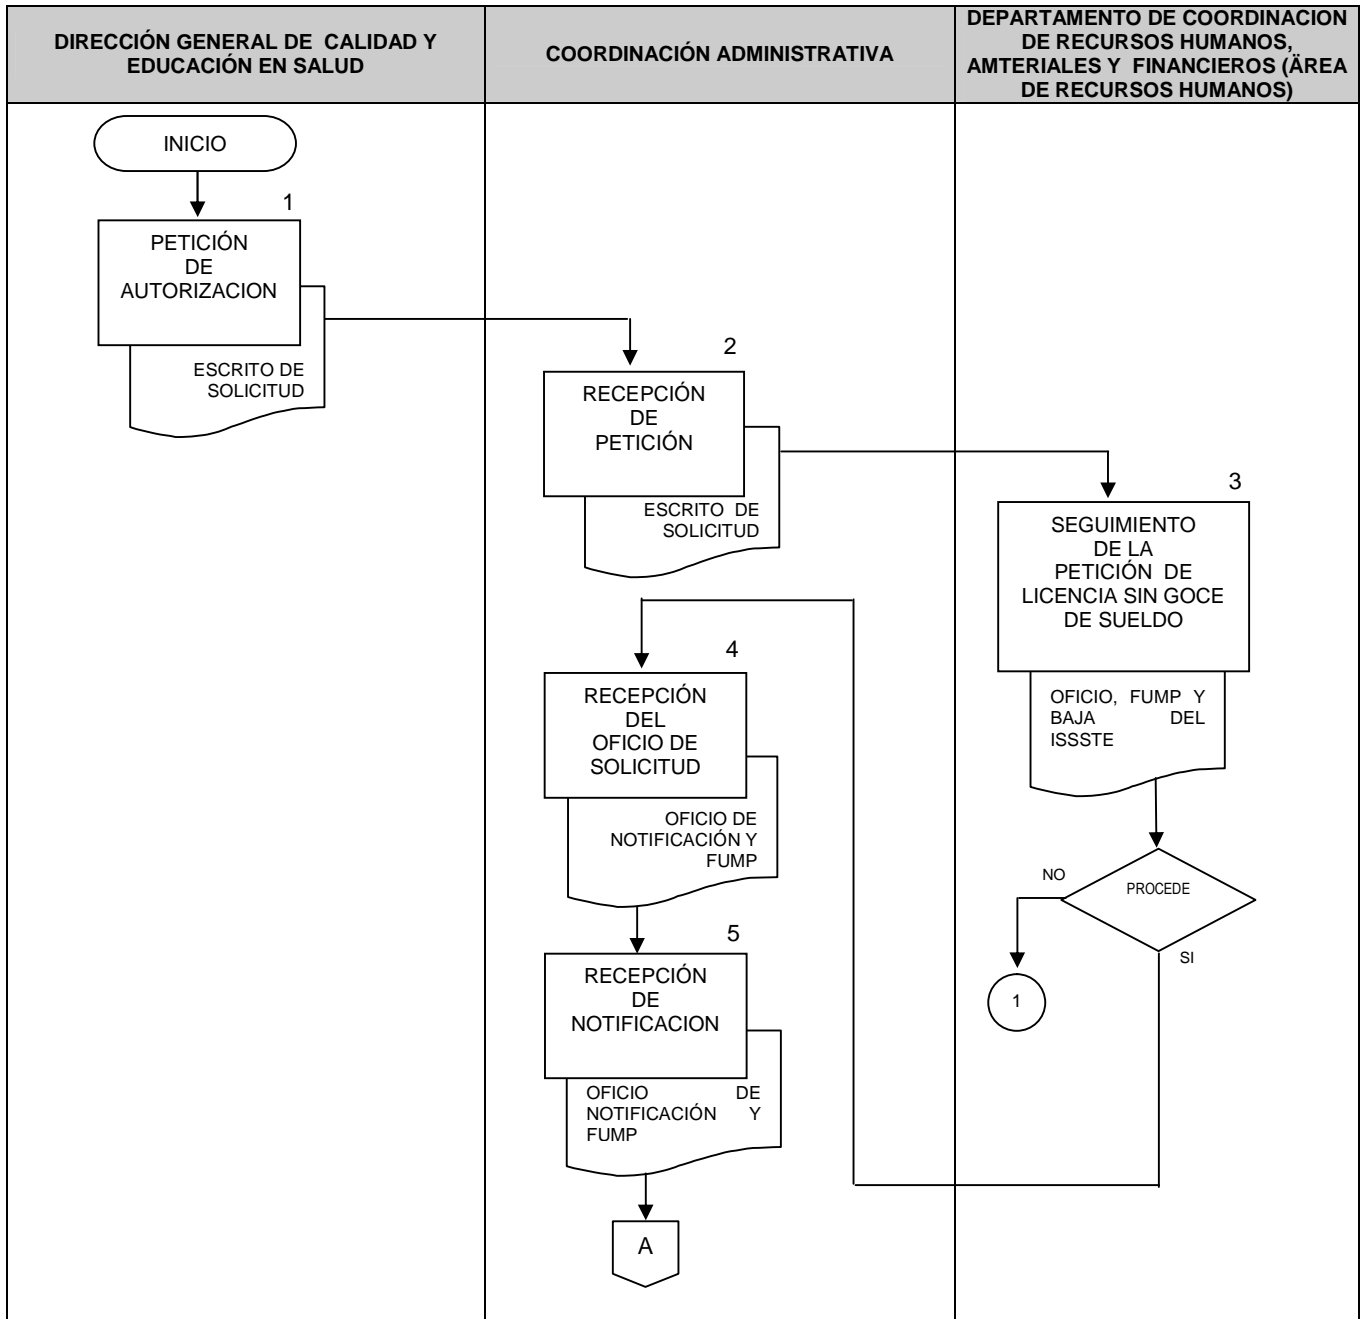 DIRECCIÓN GENERAL DE CALIDAD Y
EDUCACIÓN EN SALUD
COORDINACIÓN ADMINISTRATIVA
DEPARTAMENTO DE COORDINACION
DE RECURSOS HUMANOS,
AMTERIALES Y FINANCIEROS (ÄREA
DE RECURSOS HUMANOS)
INICIO
1
PETICIÓN
DE
AUTORIZACION
ESCRITO DE
SOLICITUD
2
RECEPCIÓN
DE
PETICIÓN
ESCRITO DE
SOLICITUD
3
SEGUIMIENTO
DE LA
PETICIÓN DE
LICENCIA SIN GOCE
DE SUELDO
OFICIO, FUMP Y
BAJA DEL
ISSSTE
4
RECEPCIÓN
DEL
OFICIO DE
SOLICITUD
OFICIO DE
NOTIFICACIÓN Y
FUMP
NO
PROCEDE
SI
1
5
RECEPCIÓN
DE
NOTIFICACION
OFICIO DE
NOTIFICACIÓN Y
FUMP
A